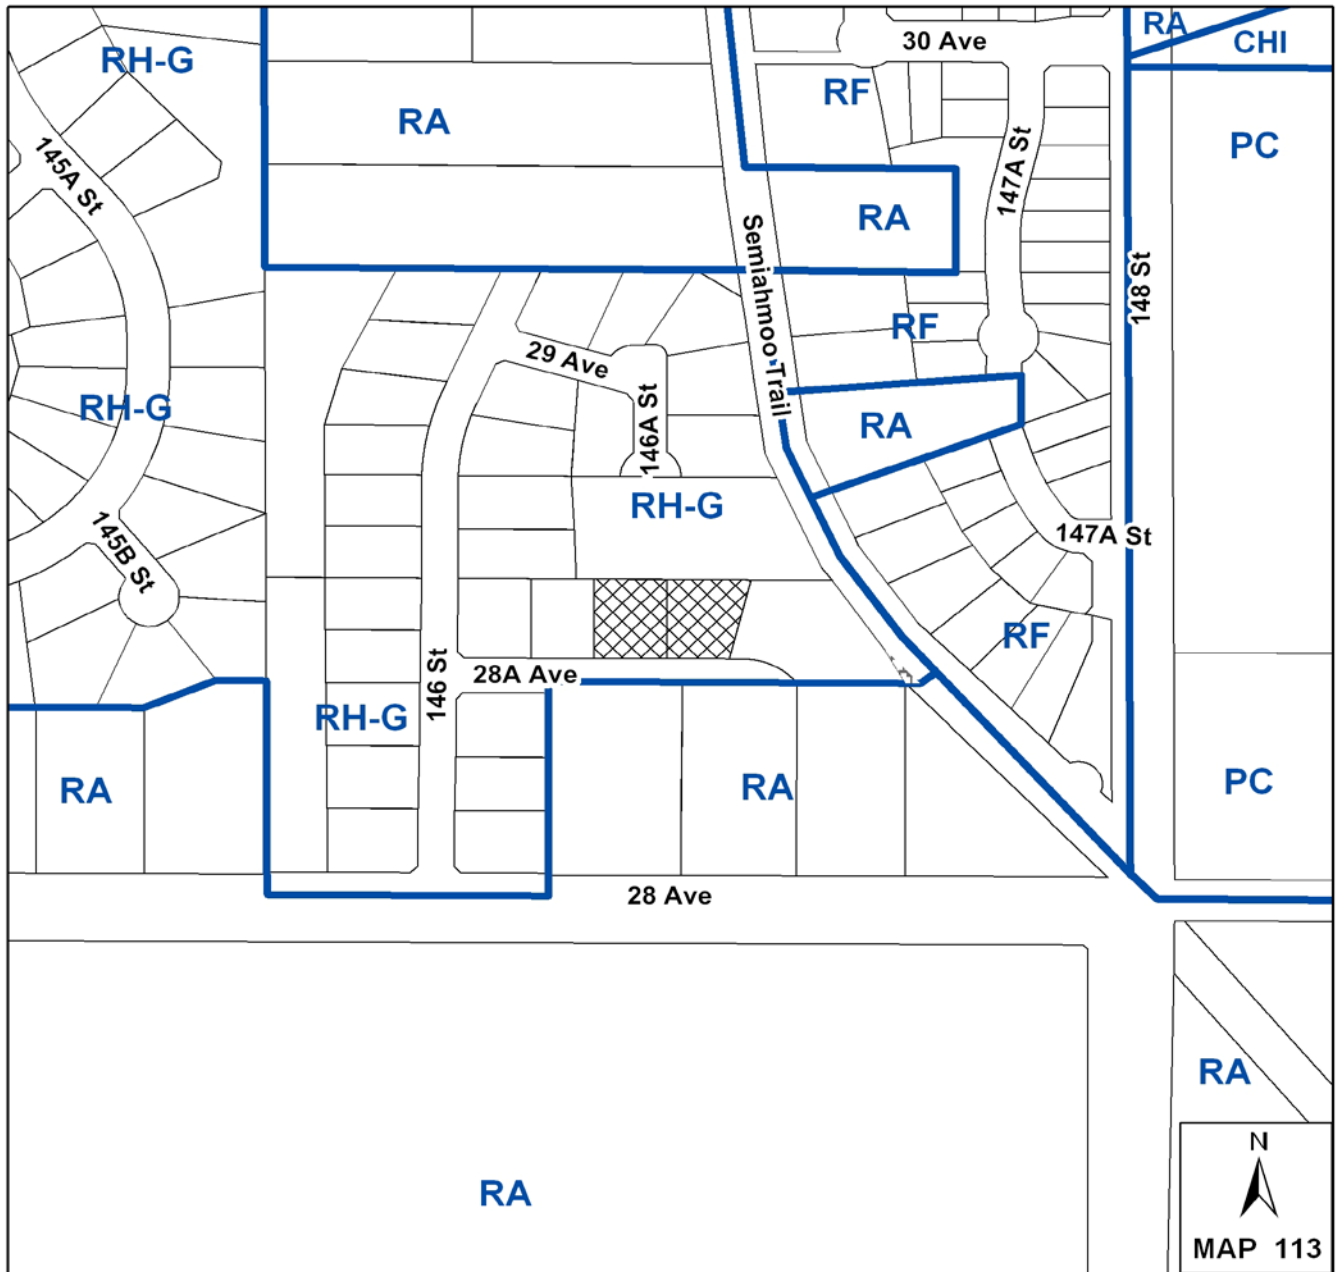 RA
CHI
30 Ave
RH-G
RF
RA
PC
145A St
147A St
RA
Semiahmoo Trail
148 St
RF
29 Ave
RH-G
146A St
RA
RH-G
145B St
147A St
RF
28A Ave
146 St
RH-G
RA
RA
PC
28 Ave
RA
RA
N
MAP 113